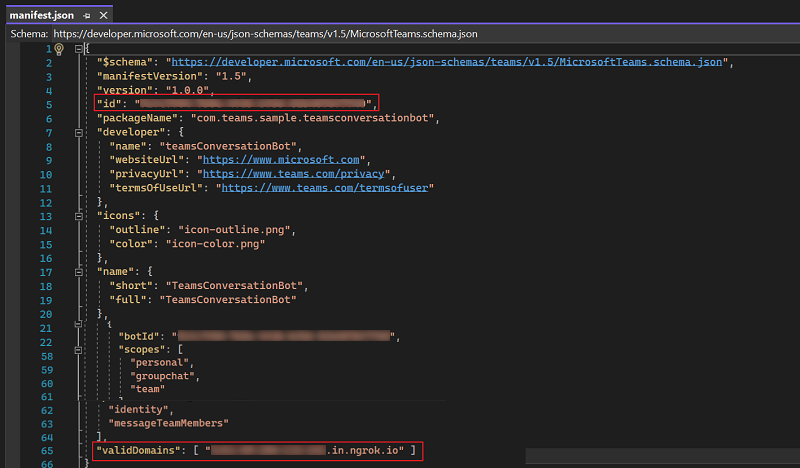 manifest.json
Schema: https://developer.microsoft.com/en-us/json-schemas/teams/v1.5/MicrosoftTeams.schema.json
1 {
2 "$schema": "https://developer.microsoft.com/en-us/json-schemas/teams/v1.5/MicrosoftTeams.schema.json",
3 "manifestVersion": "1.5",
4 "version": "1.0.0",
5 "id": " ",
6 "packageName": "com.teams.sample.teamsconversationbot",
7 "developer": {
8 "name": "teamsConversationBot",
9 "websiteUrl": "https://www.microsoft.com",
10 "privacyUrl": "https://www.teams.com/privacy",
11 "termsOfUseUrl": "https://www.teams.com/termsofuser"
12 },
13 "icons": {
14 "outline": "icon-outline.png",
15 "color": "icon-color.png"
16 },
17 "name": {
18 "short": "TeamsConversationBot",
19 "full": "TeamsConversationBot"
20 },
21 {
56 "botId": " ",
58 "scopes": [
59 "personal",
60 "groupchat",
60 "team"
61
62 "identity",
63 "messageTeamMembers"
64 ],
65 "validDomains": [ " .in.ngrok.io" ]
66 }